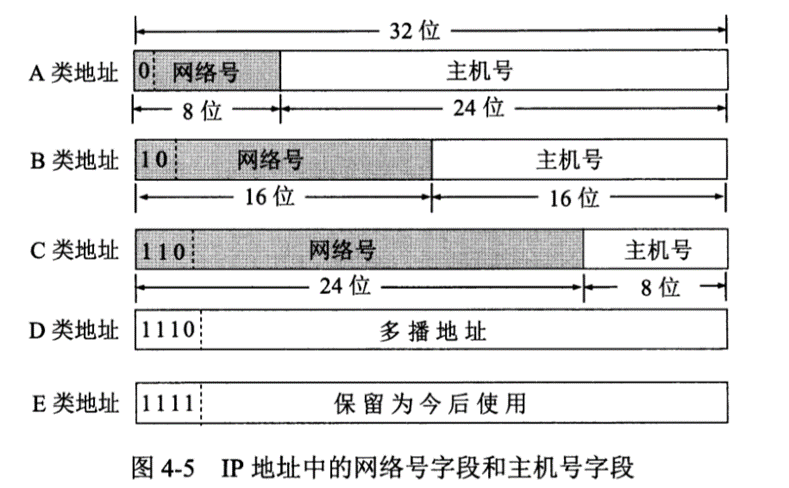 32 位
A 类地址 0 网络号 主机号
8 位 24 位
B 类地址 10 网络号 主机号
16 位 16 位
C 类地址 110 网络号 主机号
24 位 8 位
D 类地址 1110 多播地址
E 类地址 1111 保留为今后使用
图 4-5 IP 地址中的网络号字段和主机号字段